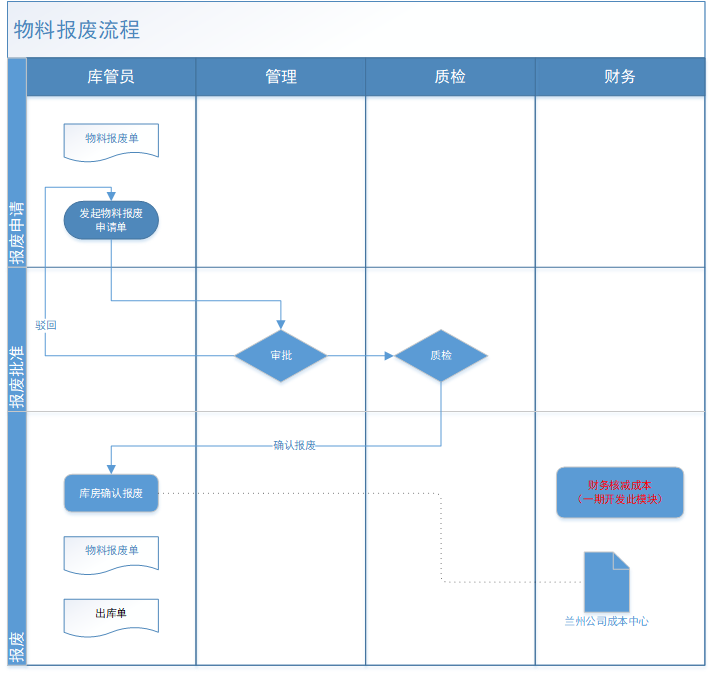 物料报废流程
库管员
管理
质检
财务
报废申请
物料报废单
发起物料报废
申请单
报废批准
驳回
审批
质检
报废
确认报废
库房确认报废
财务核减成本
（一期开发此模块）
物料报废单
出库单
兰州公司成本中心